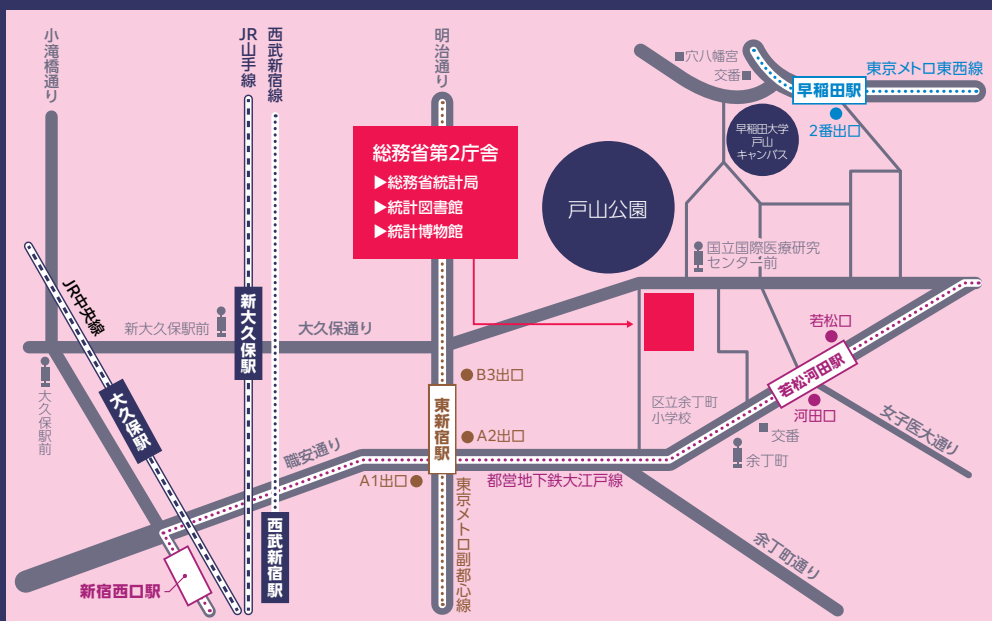 小滝橋通り
JR山手線
西武新宿線
明治通り
■穴八幡宮
交番■
東京メトロ東西線
早稲田駅
2番出口
早稲田大学
戸山
キャンパス
総務省第2庁舎
▶総務省統計局
▶統計図書館
▶統計博物館
戸山公園
国立国際医療研究
センター前
JR中央線
新大久保駅前
新大久保駅
大久保通り
若松口
若松河田駅
河田口
大久保駅前
大久保駅
B3出口
東新宿駅
A2出口
A1出口
区立余丁町
小学校
交番
余丁町
女子医大通り
職安通り
都営地下鉄大江戸線
東京メトロ副都心線
西武新宿駅
余丁町通り
新宿西口駅